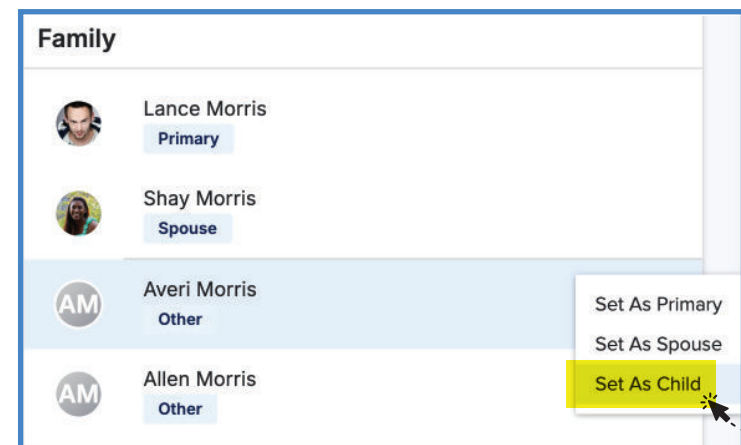 Family
Lance Morris
Primary
Shay Morris
Spouse
AM
Averi Morris
Other
Set As Primary
Set As Spouse
Set As Child
AM
Allen Morris
Other